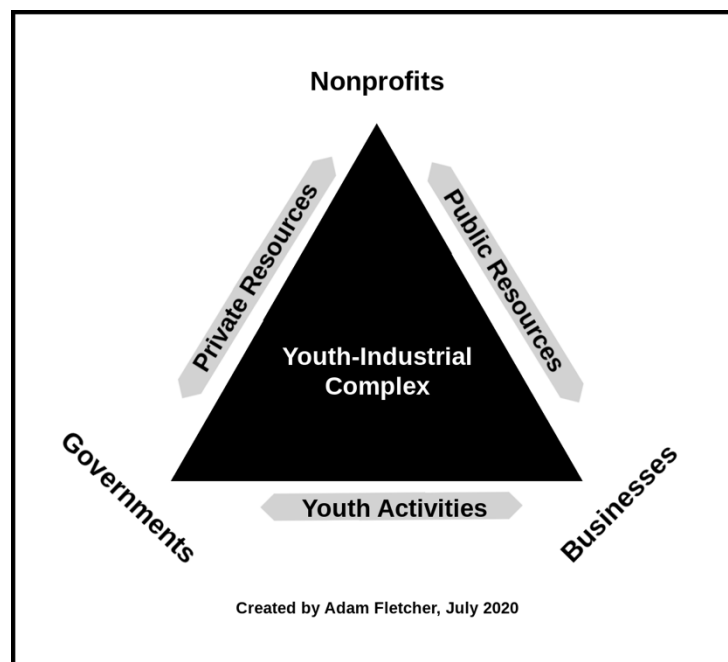 Nonprofits
Private Resources
Public Resources
Youth-Industrial
Complex
Governments
Youth Activities
Businesses
Created by Adam Fletcher, July 2020